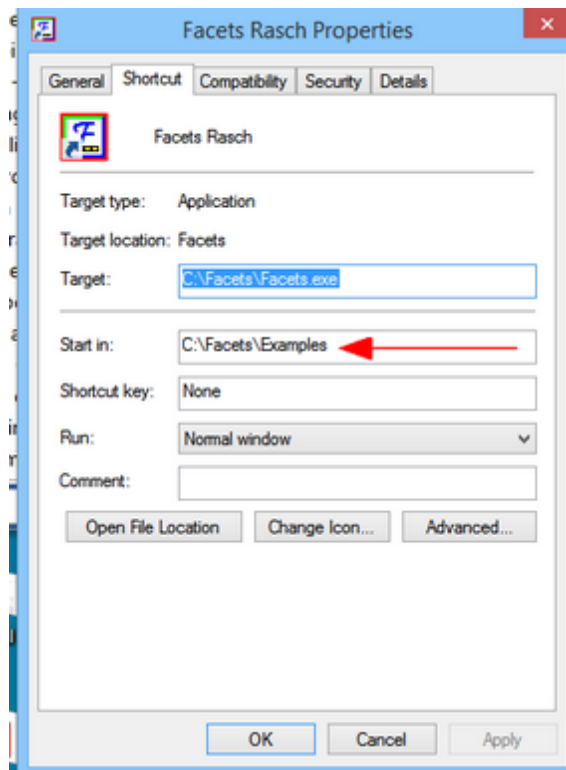 Facets Rasch Properties
General Shortcut Compatibility Security Details
Facets Rasch
Target type: Application
Target location: Facets
Target: C:\Facets\Facets.exe
Start in: C:\Facets\Examples
Shortcut key: None
Run: Normal window
Comment:
Open File Location Change Icon... Advanced...
OK Cancel Apply